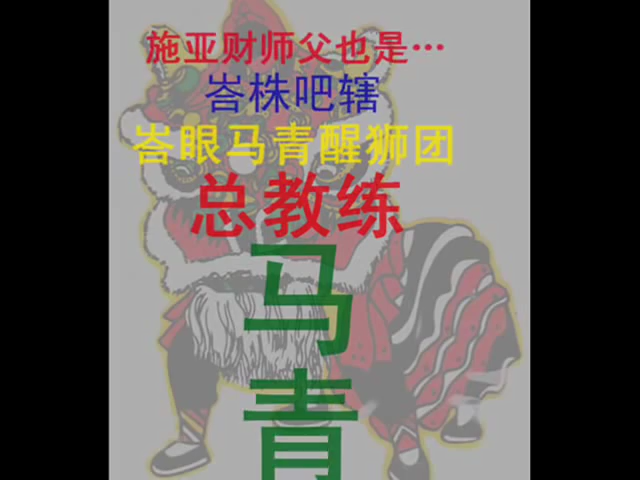 施亚财师父也是…
峇株吧辖
峇眼马青醒狮团
总教练
马
青